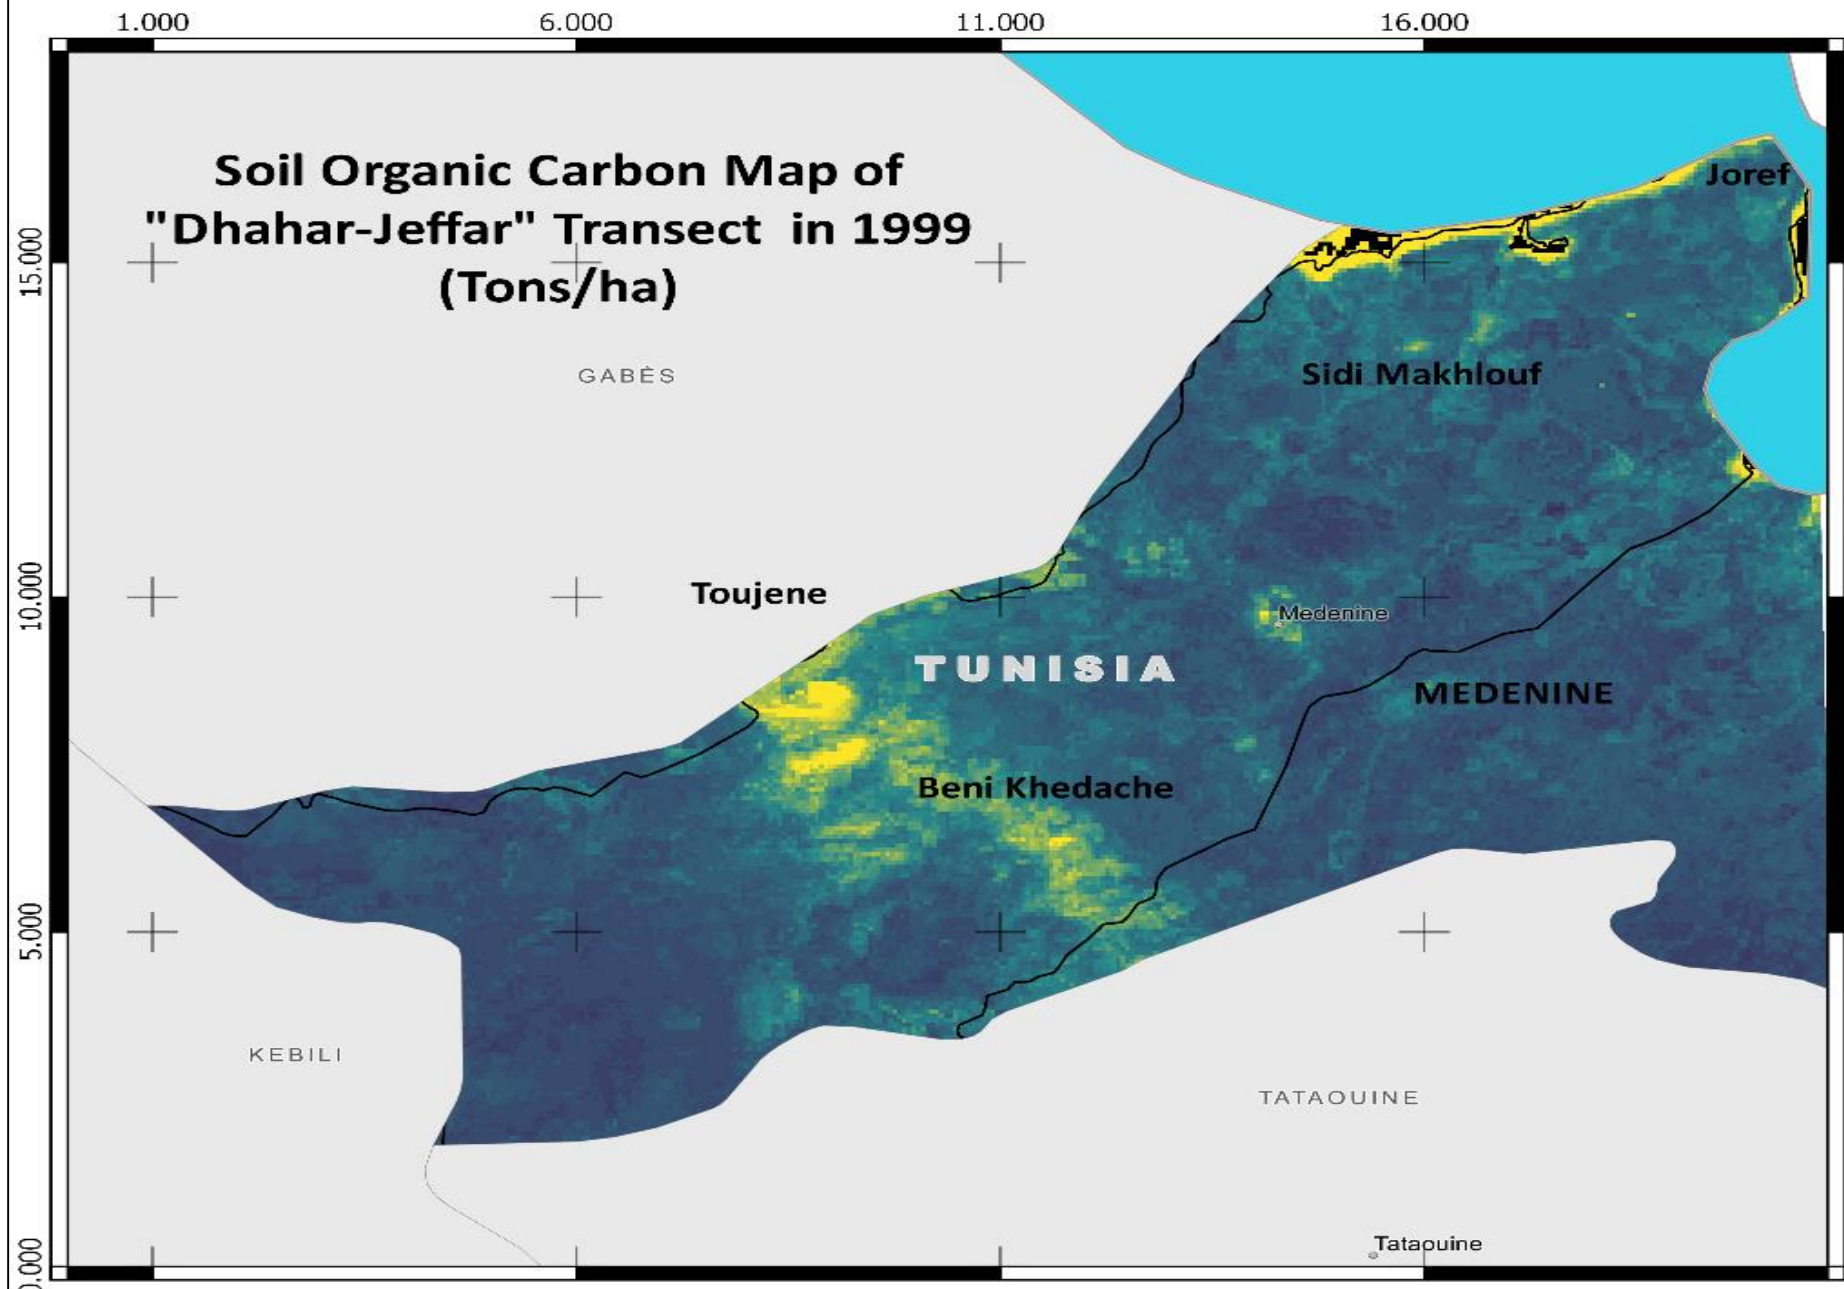 1.000 6.000 11.000 16.000
Soil Organic Carbon Map of
"Dhahar-Jeffar" Transect in 1999
(Tons/ha)
Joref
15.000
GABÈS
Sidi Makhlouf
10.000
Toujene
Medenine
TUNISIA
MEDENINE
Beni Khedache
5.000
KEBILI
TATAOUINE
Tataouine